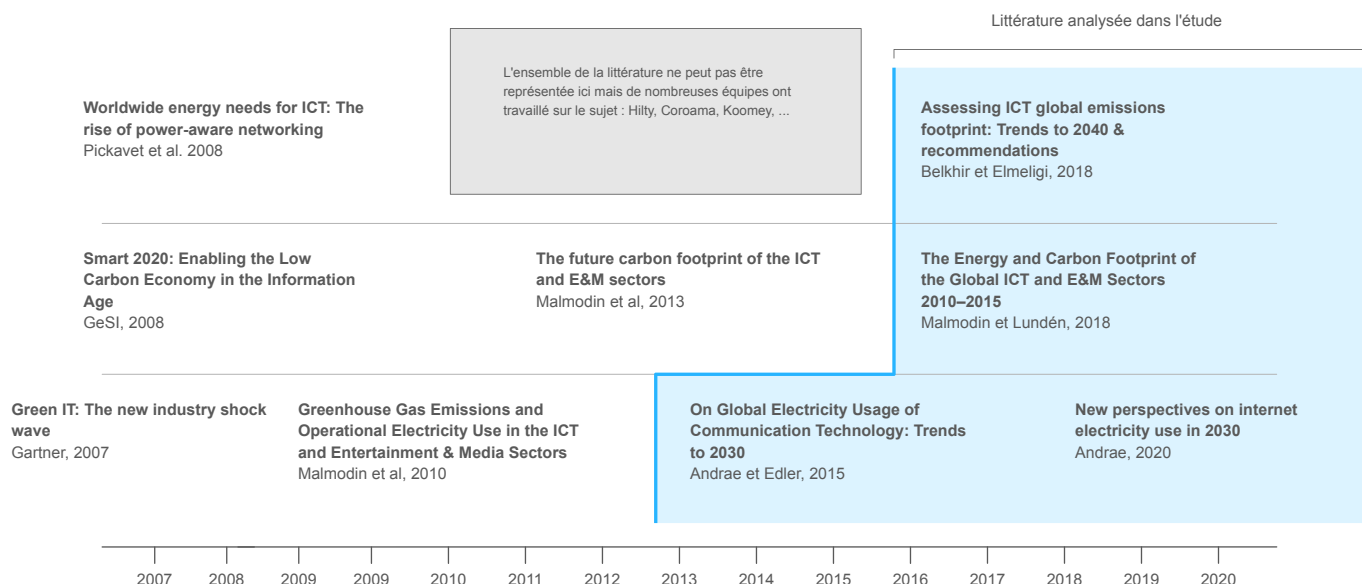 Littérature analysée dans l'étude
L'ensemble de la littérature ne peut pas être
représentée ici mais de nombreuses équipes ont
travaillé sur le sujet : Hilty, Coroama, Koomey, ...
Worldwide energy needs for ICT: The
rise of power-aware networking
Pickavet et al. 2008
Assessing ICT global emissions
footprint: Trends to 2040 &
recommendations
Belkhir et Elmeligi, 2018
Smart 2020: Enabling the Low
Carbon Economy in the Information
Age
GeSI, 2008
The future carbon footprint of the ICT
and E&M sectors
Malmodin et al, 2013
The Energy and Carbon Footprint of
the Global ICT and E&M Sectors
2010–2015
Malmodin et Lundén, 2018
Green IT: The new industry shock
wave
Gartner, 2007
Greenhouse Gas Emissions and
Operational Electricity Use in the ICT
and Entertainment & Media Sectors
Malmodin et al, 2010
On Global Electricity Usage of
Communication Technology: Trends
to 2030
Andrae et Edler, 2015
New perspectives on internet
electricity use in 2030
Andrae, 2020
2007 2008 2009 2009 2010 2011 2012 2013 2014 2015 2016 2017 2018 2019 2020